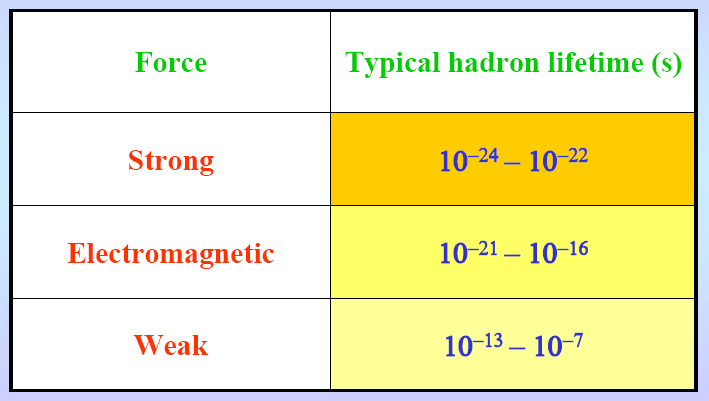 Force Typical hadron lifetime (s)
Strong 10⁻²⁴ – 10⁻²²
Electromagnetic 10⁻²¹ – 10⁻¹⁶
Weak 10⁻¹³ – 10⁻⁷